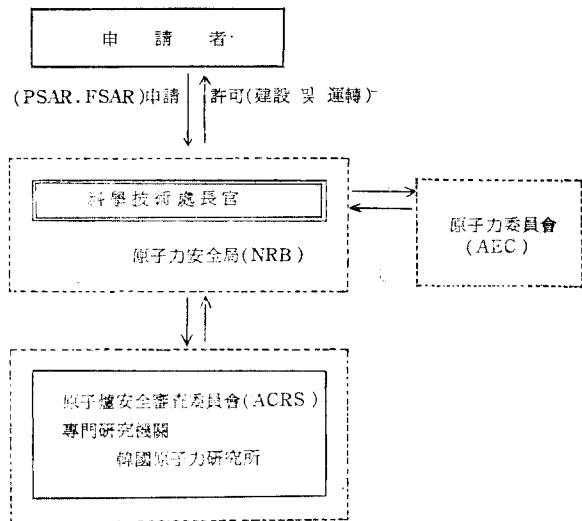 申請者
(PSAR.FSAR)申請
許可(建設 및 運轉)
科學技術處長官
原子力安全局(NRB)
原子力委員會
(AEC)
原子爐安全審査委員會(ACRS)
專門研究機關
韓國原子力研究所